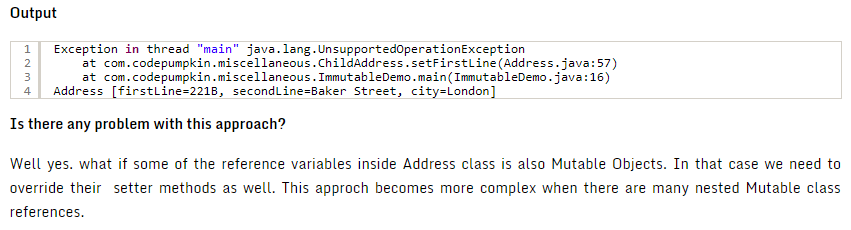 Output
1 Exception in thread "main" java.lang.UnsupportedOperationException
2     at com.codepumpkin.miscellaneous.ChildAddress.setFirstLine(Address.java:57)
3     at com.codepumpkin.miscellaneous.ImmutableDemo.main(ImmutableDemo.java:16)
4 Address [firstLine=221B, secondLine=Baker Street, city=London]
Is there any problem with this approach?
Well yes. what if some of the reference variables inside Address class is also Mutable Objects. In that case we need to
override their setter methods as well. This approch becomes more complex when there are many nested Mutable class
references.